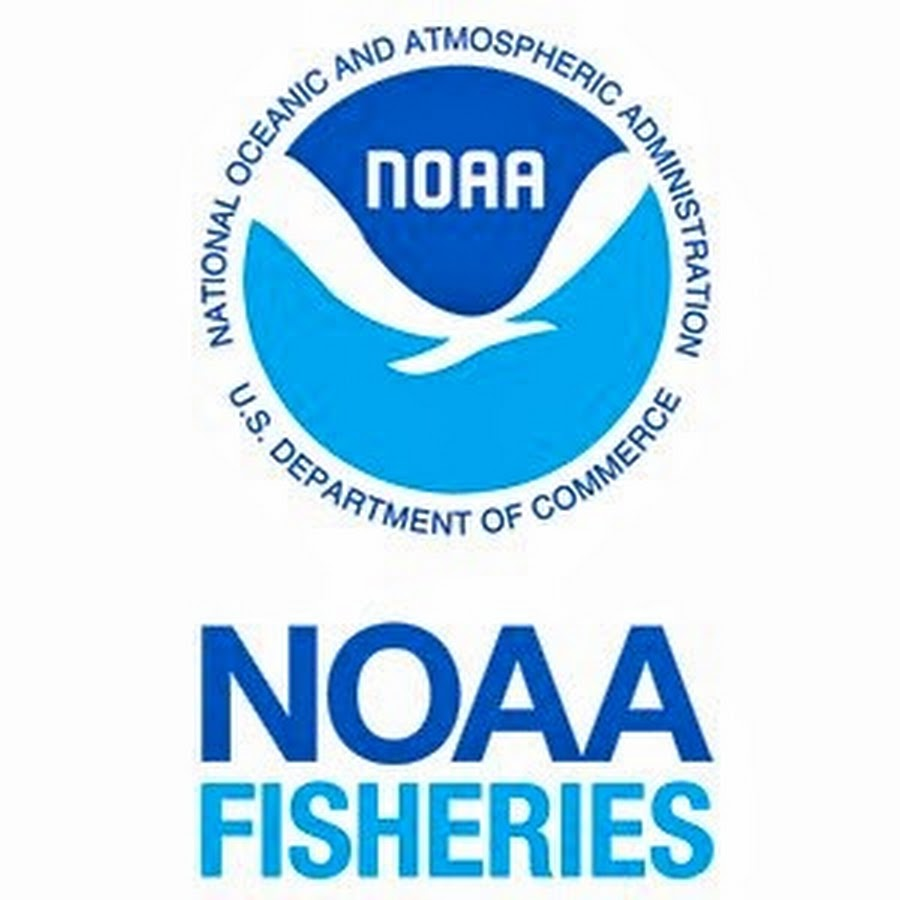 NATIONAL OCEANIC AND ATMOSPHERIC ADMINISTRATION
NOAA
U.S. DEPARTMENT OF COMMERCE
NOAA
FISHERIES